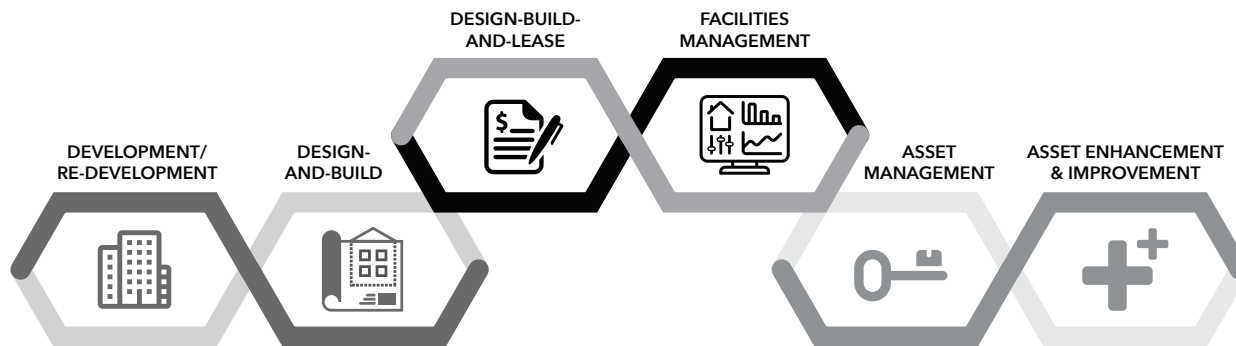 DEVELOPMENT/
RE-DEVELOPMENT
DESIGN-
AND-BUILD
DESIGN-BUILD-
AND-LEASE
$
FACILITIES
MANAGEMENT
ASSET
MANAGEMENT
ASSET ENHANCEMENT
& IMPROVEMENT